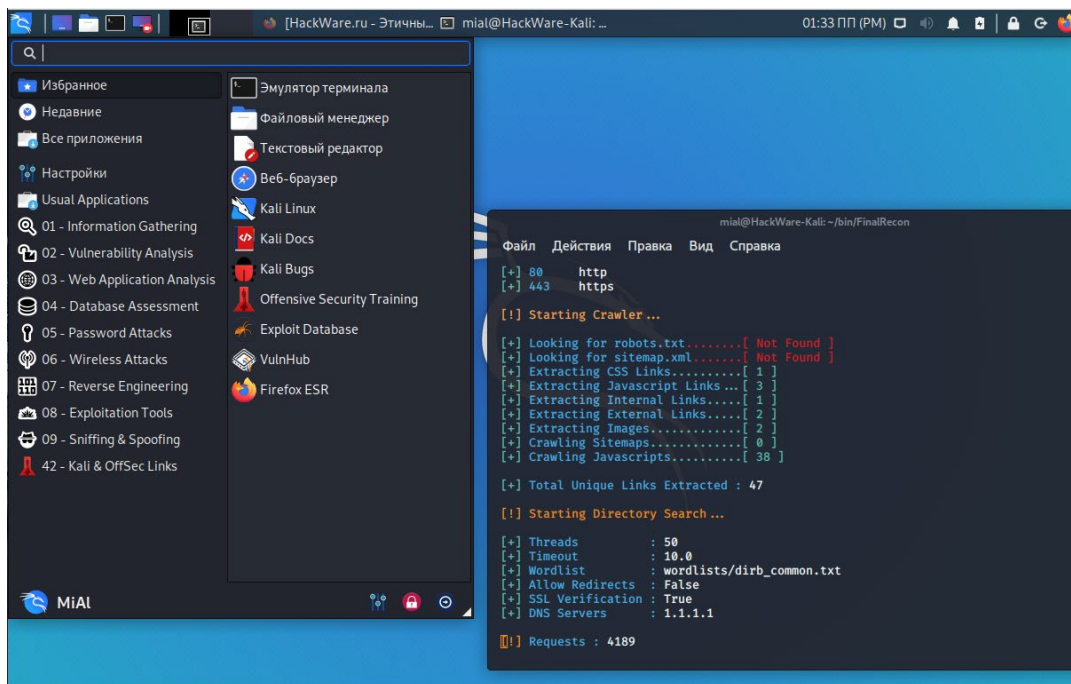 [HackWare.ru - Этичны... mial@HackWare-Kali: ... 01:33 ПП (PM)
Избранное
Недавние
Все приложения
Настройки
Usual Applications
01 - Information Gathering
02 - Vulnerability Analysis
03 - Web Application Analysis
04 - Database Assessment
05 - Password Attacks
06 - Wireless Attacks
07 - Reverse Engineering
08 - Exploitation Tools
09 - Sniffing & Spoofing
42 - Kali & OffSec Links
Эмулятор терминала
Файловый менеджер
Текстовый редактор
Веб-браузер
Kali Linux
Kali Docs
Kali Bugs
Offensive Security Training
Exploit Database
VulnHub
Firefox ESR
MiAl
mial@HackWare-Kali: ~/bin/FinalRecon
Файл Действия Правка Вид Справка
[+] 80 http
[+] 443 https
[!] Starting Crawler...
[+] Looking for robots.txt........[ Not Found ]
[+] Looking for sitemap.xml.......[ Not Found ]
[+] Extracting CSS Links..........[ 1 ]
[+] Extracting Javascript Links...[ 3 ]
[+] Extracting Internal Links.....[ 1 ]
[+] Extracting External Links.....[ 2 ]
[+] Extracting Images.............[ 2 ]
[+] Crawling Sitemaps.............[ 0 ]
[+] Crawling Javascripts..........[ 38 ]
[+] Total Unique Links Extracted : 47
[!] Starting Directory Search...
[+] Threads : 50
[+] Timeout : 10.0
[+] Wordlist : wordlists/dirb_common.txt
[+] Allow Redirects : False
[+] SSL Verification : True
[+] DNS Servers : 1.1.1.1
[!] Requests : 4189